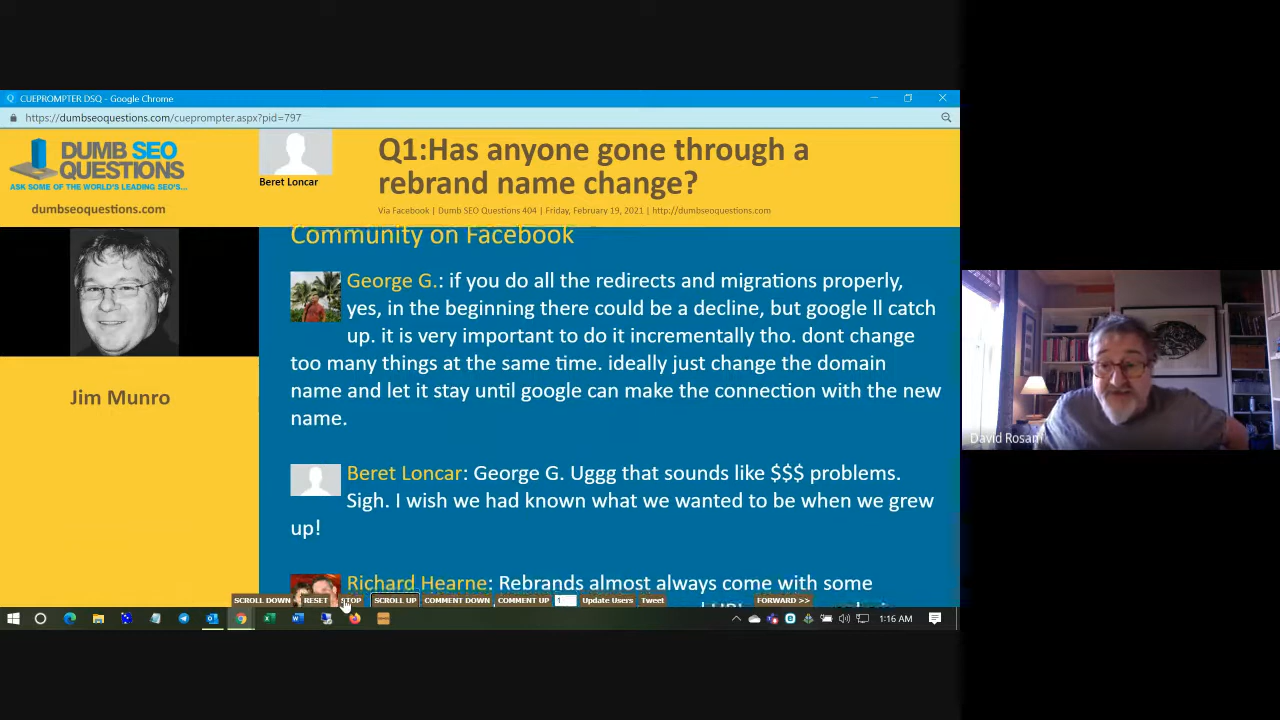 CUEPROMPTER DSQ - Google Chrome
https://dumbseoquestions.com/cueprompter.aspx?pid=797
DUMB SEO
QUESTIONS
ASK SOME OF THE WORLD'S LEADING SEO'S...
dumbseoquestions.com
Beret Loncar
Q1:Has anyone gone through a
rebrand name change?
Via Facebook | Dumb SEO Questions 404 | Friday, February 19, 2021 | http://dumbseoquestions.com
Jim Munro
Community on Facebook
George G.: if you do all the redirects and migrations properly,
yes, in the beginning there could be a decline, but google ll catch
up. it is very important to do it incrementally tho. dont change
too many things at the same time. ideally just change the domain
name and let it stay until google can make the connection with the new
name.
Beret Loncar: George G. Uggg that sounds like $$$ problems.
Sigh. I wish we had known what we wanted to be when we grew
up!
Richard Hearne: Rebrands almost always come with some
SCROLL DOWN RESET STOP SCROLL UP COMMENT DOWN COMMENT UP 1 Update Users Tweet FORWARD >>
1:16 AM
David Rosam